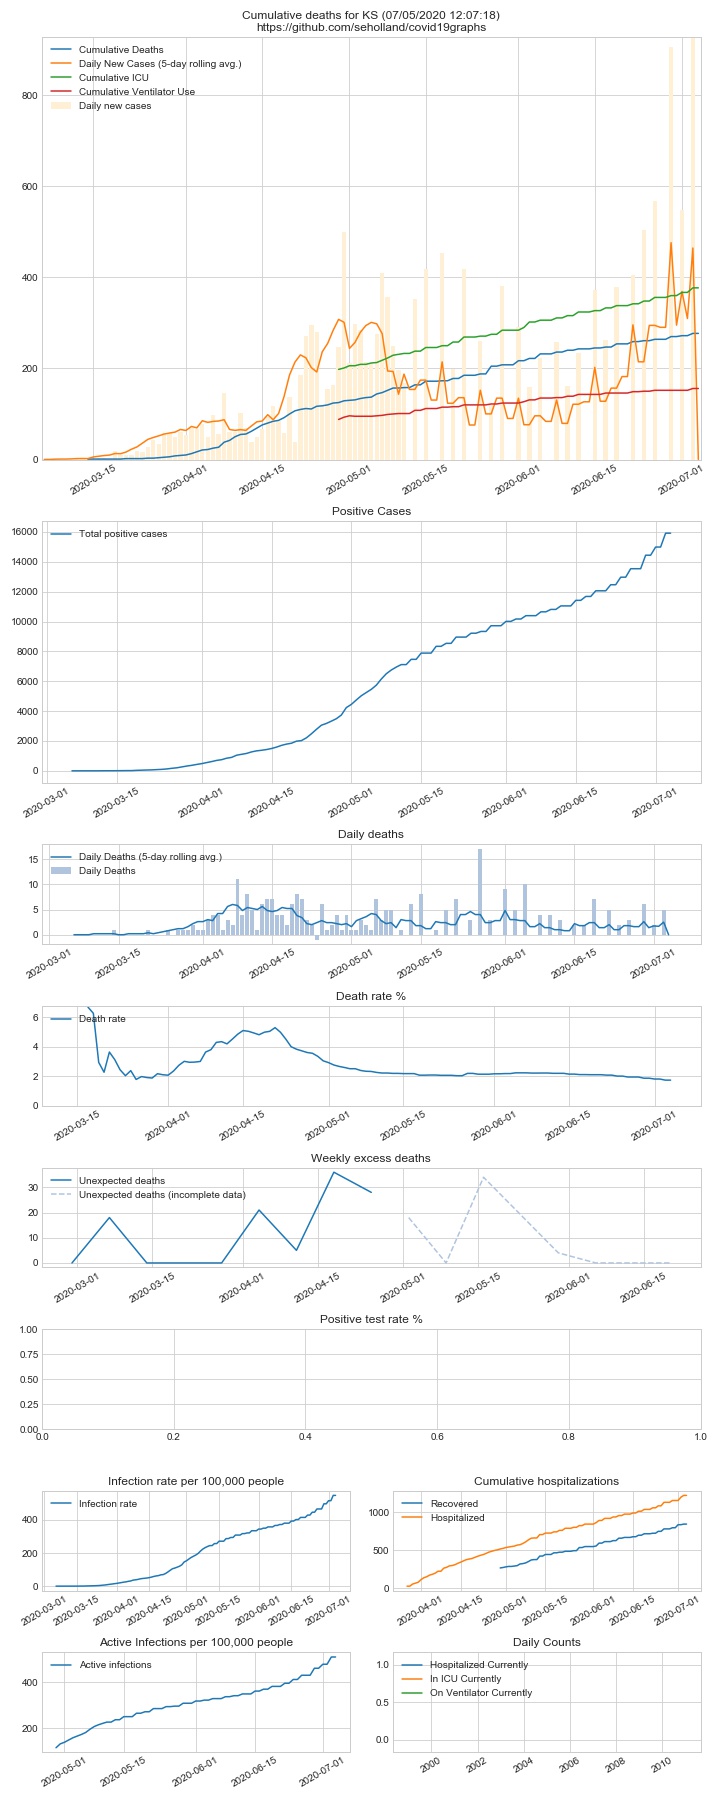 Cumulative deaths for KS (07/05/2020 12:07:18)
https://github.com/seholland/covid19graphs
Cumulative Deaths
Daily New Cases (5-day rolling avg.)
Cumulative ICU
Cumulative Ventilator Use
Daily new cases
800
600
400
200
0
2020-03-15 2020-04-01 2020-04-15 2020-05-01 2020-05-15 2020-06-01 2020-06-15 2020-07-01
Positive Cases
Total positive cases
16000
14000
12000
10000
8000
6000
4000
2000
0
2020-03-01 2020-03-15 2020-04-01 2020-04-15 2020-05-01 2020-05-15 2020-06-01 2020-06-15 2020-07-01
Daily deaths
Daily Deaths (5-day rolling avg.)
Daily Deaths
15
10
5
0
2020-03-01 2020-03-15 2020-04-01 2020-04-15 2020-05-01 2020-05-15 2020-06-01 2020-06-15 2020-07-01
Death rate %
Death rate
6
4
2
0
2020-03-15 2020-04-01 2020-04-15 2020-05-01 2020-05-15 2020-06-01 2020-06-15 2020-07-01
Weekly excess deaths
Unexpected deaths
Unexpected deaths (incomplete data)
30
20
10
0
2020-03-01 2020-03-15 2020-04-01 2020-04-15 2020-05-01 2020-05-15 2020-06-01 2020-06-15
Positive test rate %
1.00
0.75
0.50
0.25
0.00
0.0 0.2 0.4 0.6 0.8 1.0
Infection rate per 100,000 people
Infection rate
400
200
0
2020-03-01 2020-03-15 2020-04-01 2020-04-15 2020-05-01 2020-05-15 2020-06-01 2020-06-15 2020-07-01
Cumulative hospitalizations
Recovered
Hospitalized
1000
500
0
2020-04-01 2020-04-15 2020-05-01 2020-05-15 2020-06-01 2020-06-15 2020-07-01
Active Infections per 100,000 people
Active infections
400
200
2020-05-01 2020-05-15 2020-06-01 2020-06-15 2020-07-01
Daily Counts
Hospitalized Currently
In ICU Currently
On Ventilator Currently
1.0
0.5
0.0
2000 2002 2004 2006 2008 2010